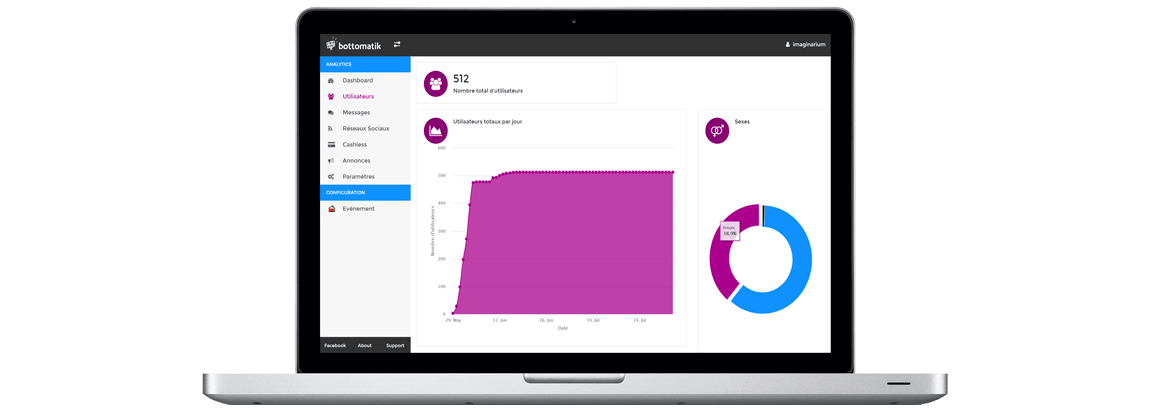 bottomatik
imaginarium
ANALYTICS
Dashboard
Utilisateurs
Messages
Réseaux Sociaux
Cashless
Annonces
Paramètres
CONFIGURATION
Evénement
Facebook About Support
512
Nombre total d'utilisateurs
Utilisateurs totaux par jour
600
500
400
300
200
100
0
Nombre d'utilisateurs
29. May 12. Jun 26. Jun 10. Jul 24. Jul
Date
Sexes
female
38.9%